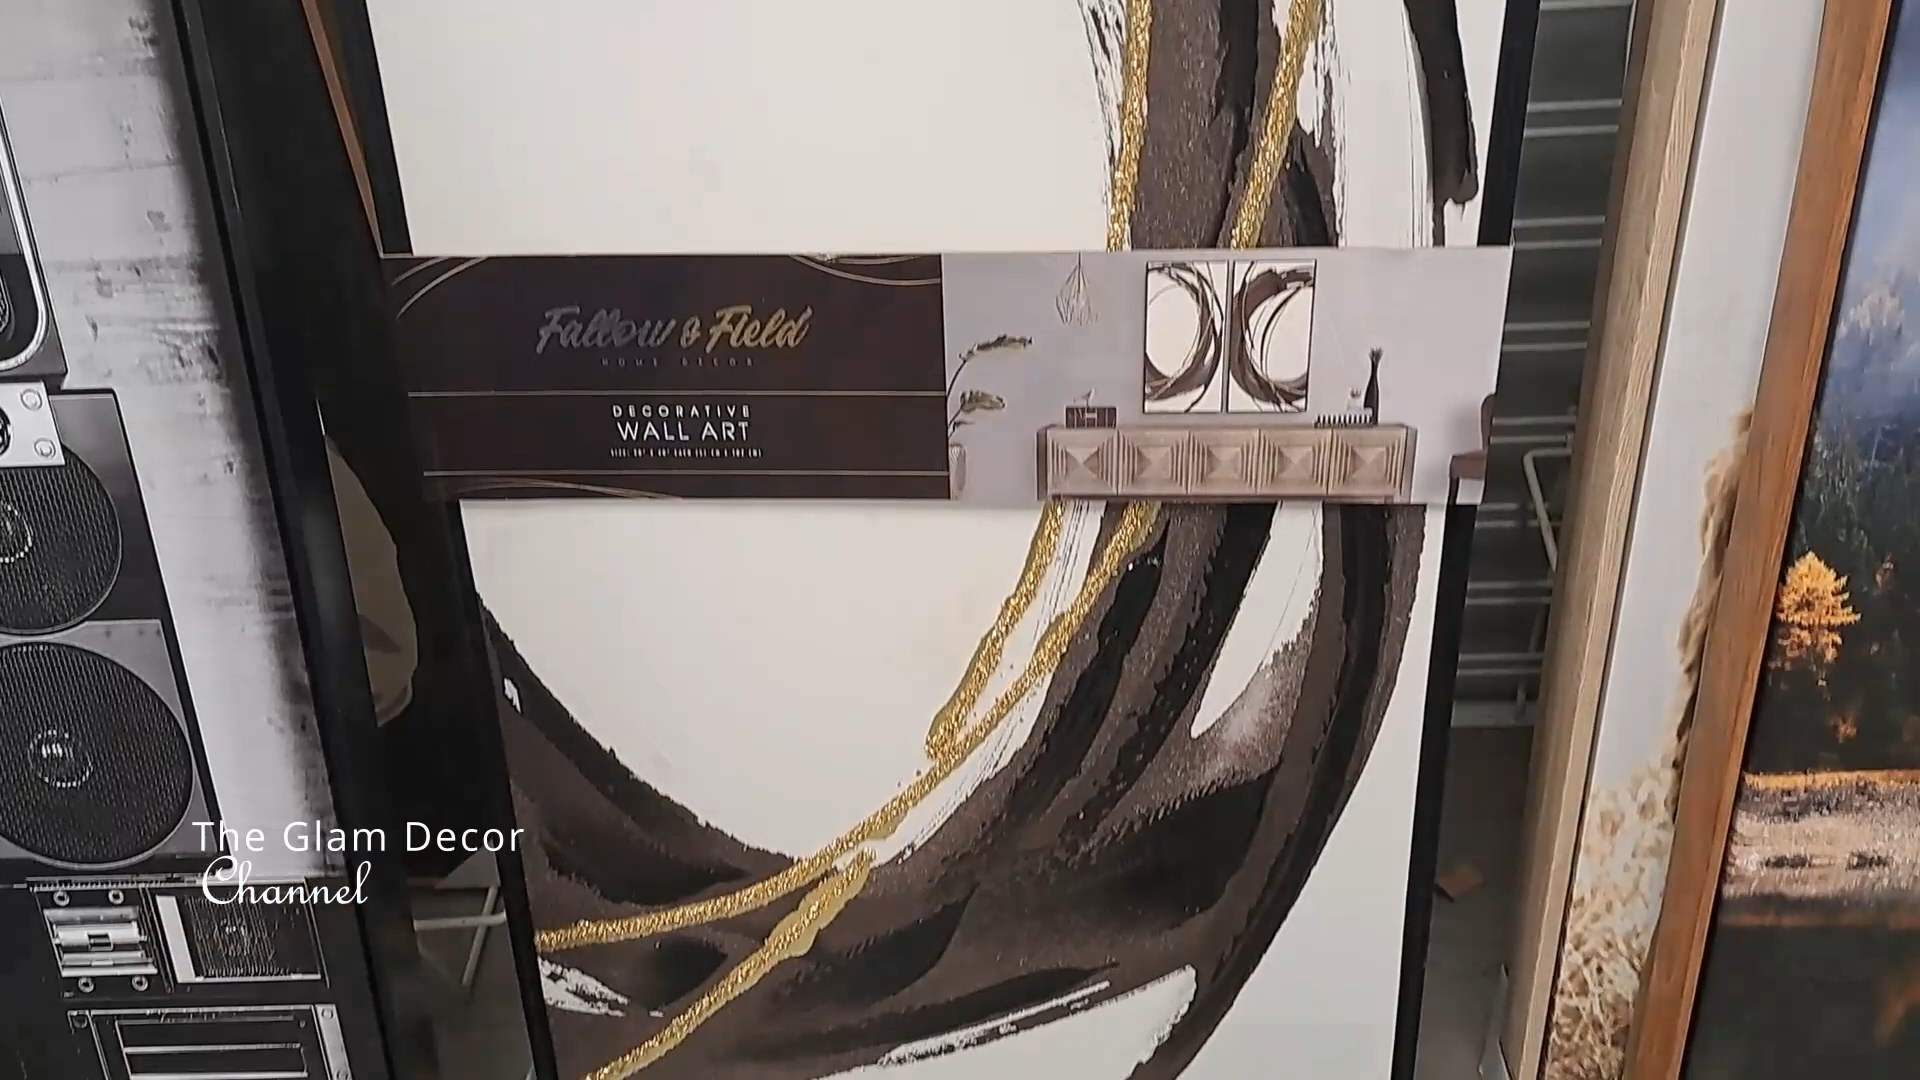 Fallow & Field
HOME DECOR
DECORATIVE
WALL ART
The Glam Decor
Channel